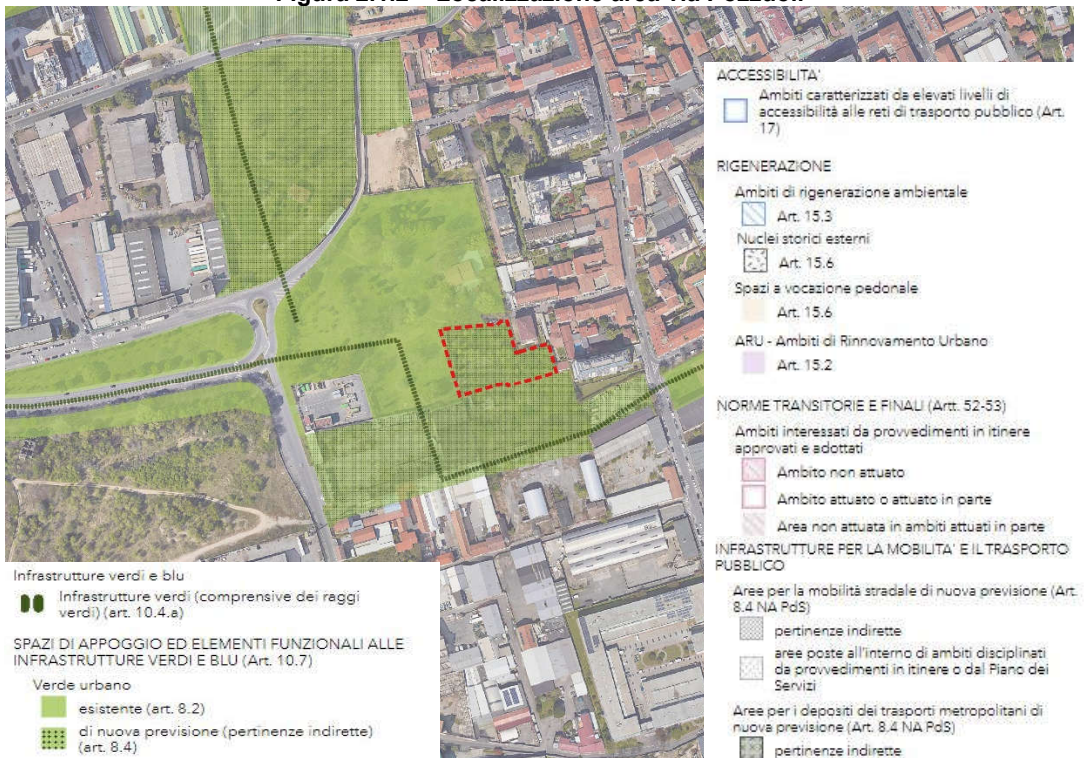 Figura 2.1.2 – Localizzazione area via Pozzuoli
ACCESSIBILITA'
Ambiti caratterizzati da elevati livelli di
accessibilità alle reti di trasporto pubblico (Art.
17)
RIGENERAZIONE
Ambiti di rigenerazione ambientale
Art. 15.3
Nuclei storici esterni
Art. 15.6
Spazi a vocazione pedonale
Art. 15.6
ARU - Ambiti di Rinnovamento Urbano
Art. 15.2
NORME TRANSITORIE E FINALI (Artt. 52-53)
Ambiti interessati da provvedimenti in itinere
approvati e adottati
Ambito non attuato
Ambito attuato o attuato in parte
Area non attuata in ambiti attuati in parte
INFRASTRUTTURE PER LA MOBILITA' E IL TRASPORTO
PUBBLICO
Aree per la mobilità stradale di nuova previsione (Art.
8.4 NA PdS)
pertinenze indirette
aree poste all'interno di ambiti disciplinati
da provvedimenti in itinere o dal Piano dei
Servizi
Aree per i depositi dei trasporti metropolitani di
nuova previsione (Art. 8.4 NA PdS)
pertinenze indirette
Infrastrutture verdi e blu
Infrastrutture verdi (comprensive dei raggi
verdi) (art. 10.4.a)
SPAZI DI APPOGGIO ED ELEMENTI FUNZIONALI ALLE
INFRASTRUTTURE VERDI E BLU (Art. 10.7)
Verde urbano
esistente (art. 8.2)
di nuova previsione (pertinenze indirette)
(art. 8.4)